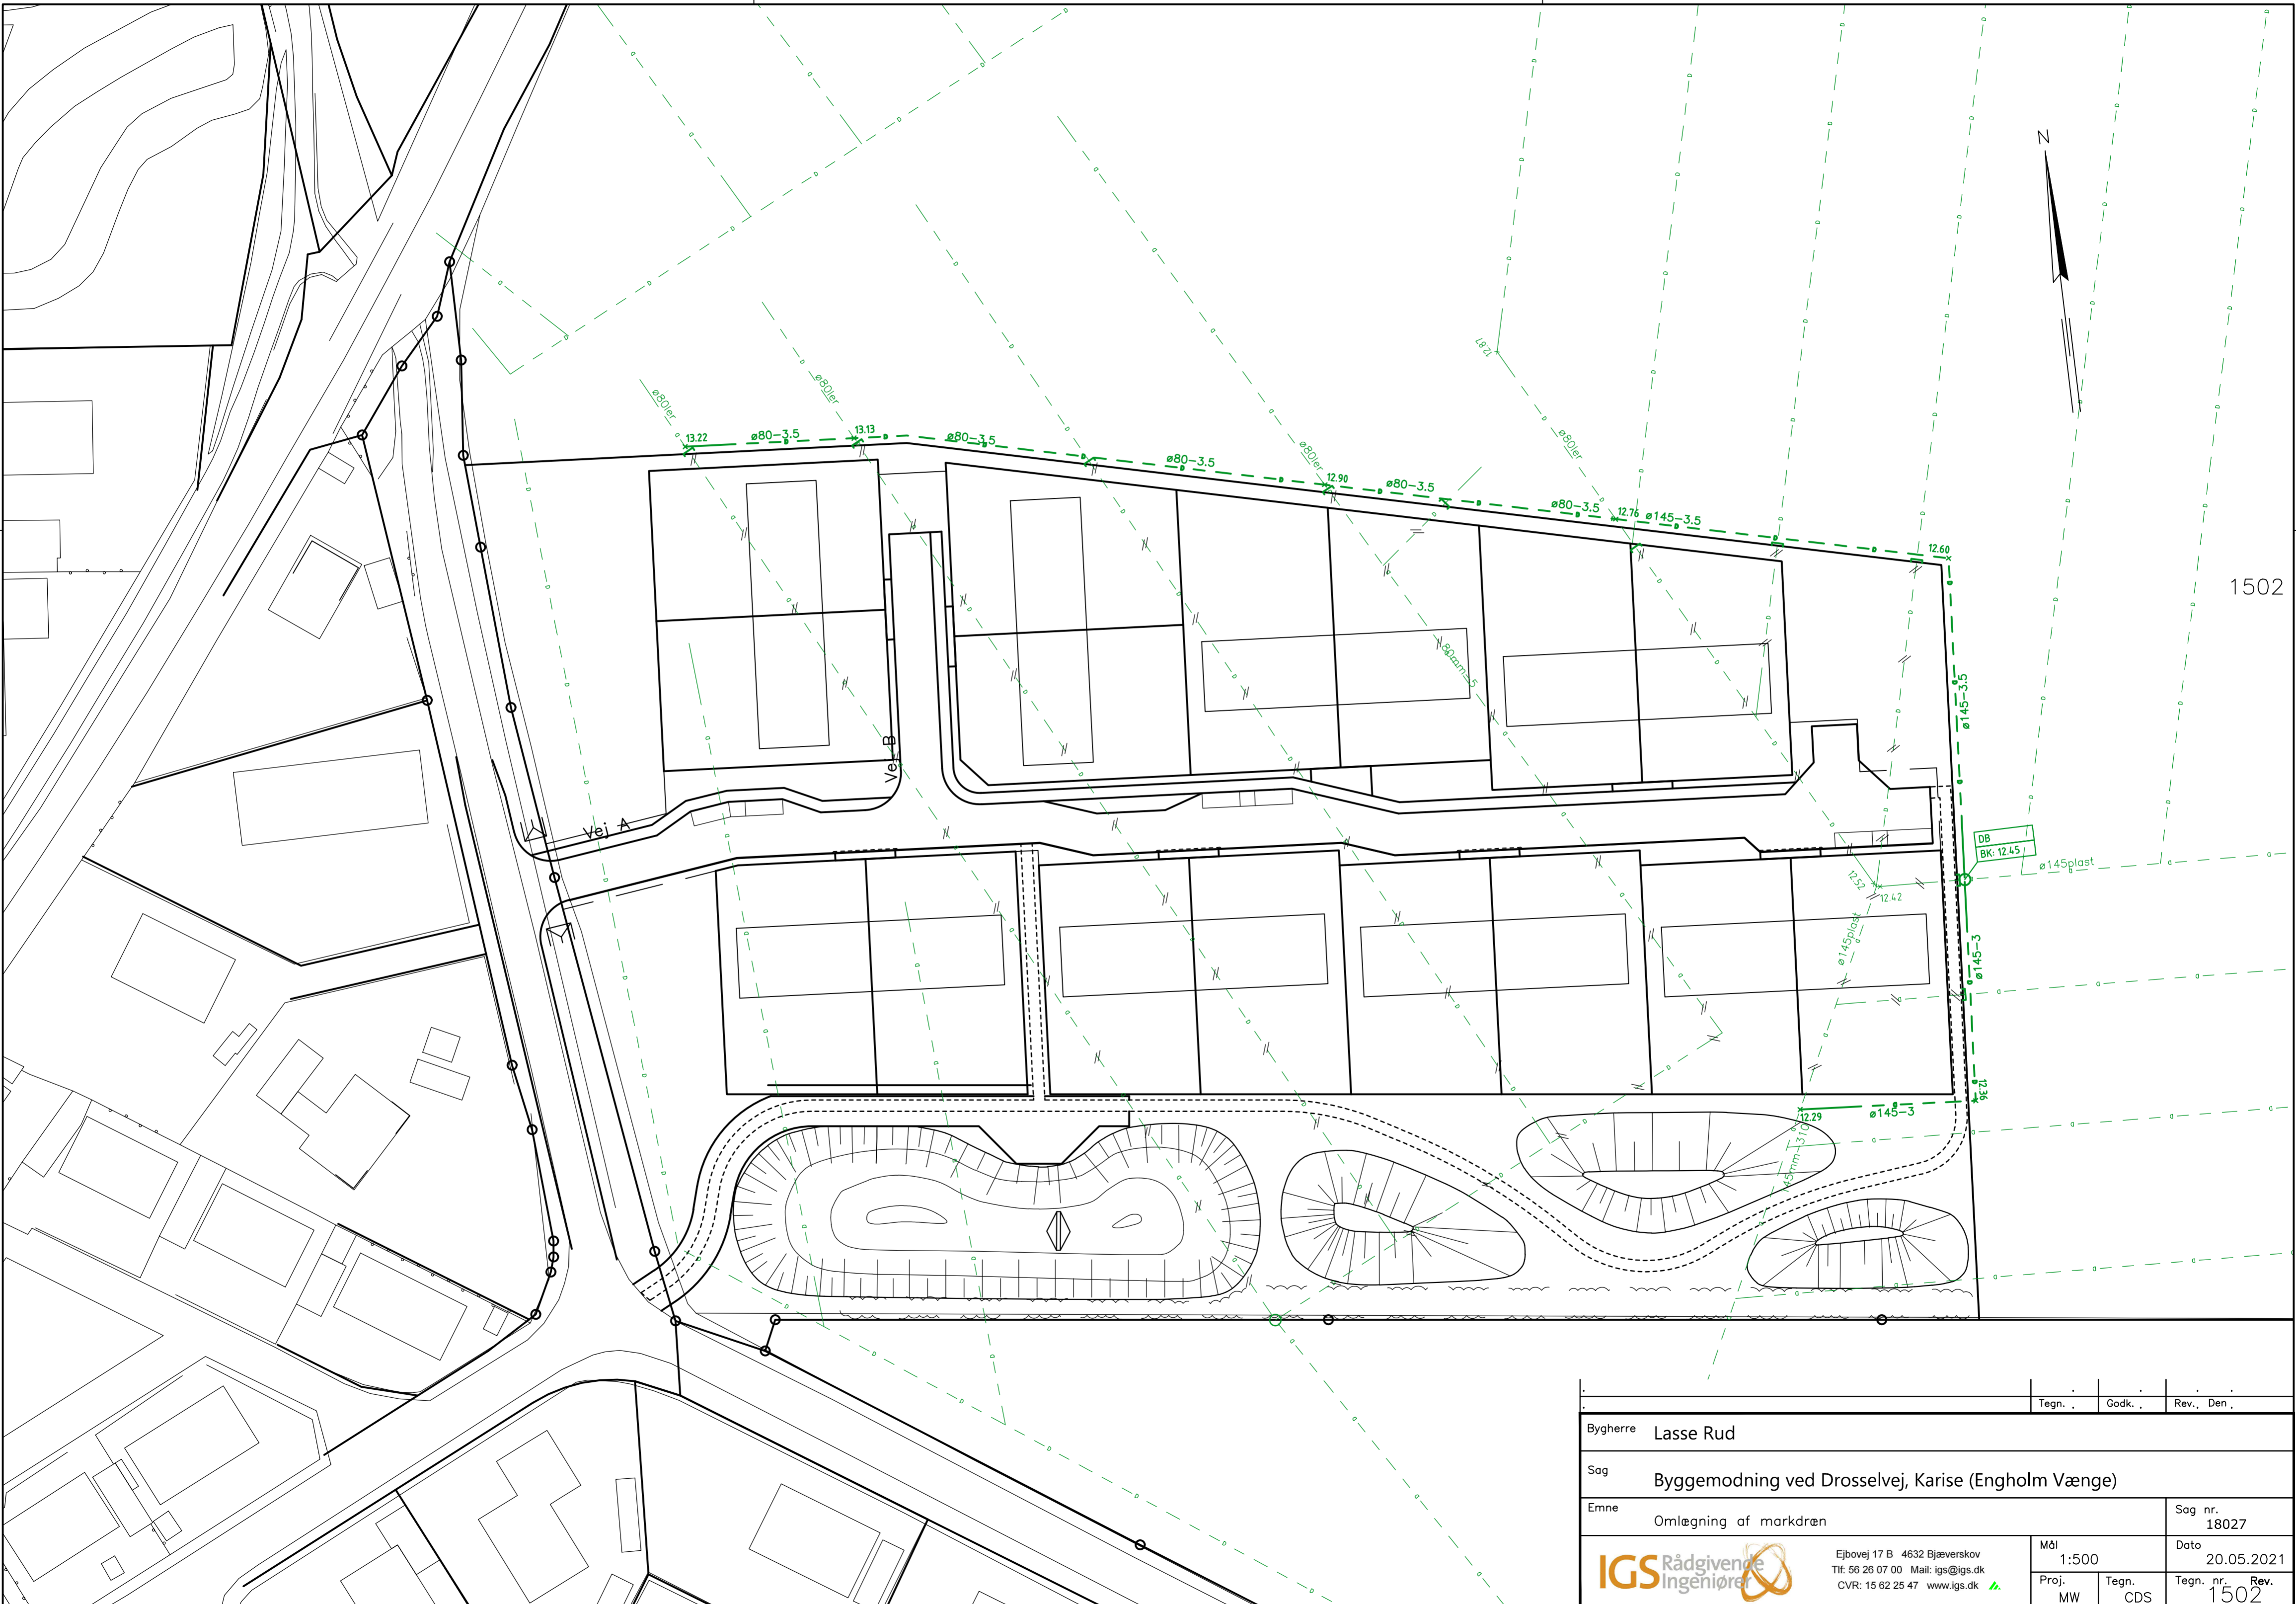 N
12.87
ø80ler
ø80ler
13.22
ø80-3.5
13.13
ø80-3.5
ø80-3.5
ø80ler
12.90
ø80-3.5
ø80ler
ø80-3.5
12.76
ø145-3.5
12.60
1502
80mm-5
ø145-3.5
Vej B
Vej A
DB
BK: 12.45
ø145plast
12.52
12.42
ø145plast
ø145-3
12.36
12.29
ø145-3
Tegn.
Godk.
Rev.
Den
Bygherre
Lasse Rud
Sag
Byggemodning ved Drosselvej, Karise (Engholm Vænge)
Emne
Omlægning af markdræn
Sag nr.
18027
IGS Rådgivende
Ingeniører
Ejbovej 17 B 4632 Bjæverskov
Tlf: 56 26 07 00 Mail: igs@igs.dk
CVR: 15 62 25 47 www.igs.dk
Mål
1:500
Dato
20.05.2021
Proj.
MW
Tegn.
CDS
Tegn. nr.
Rev.
1502